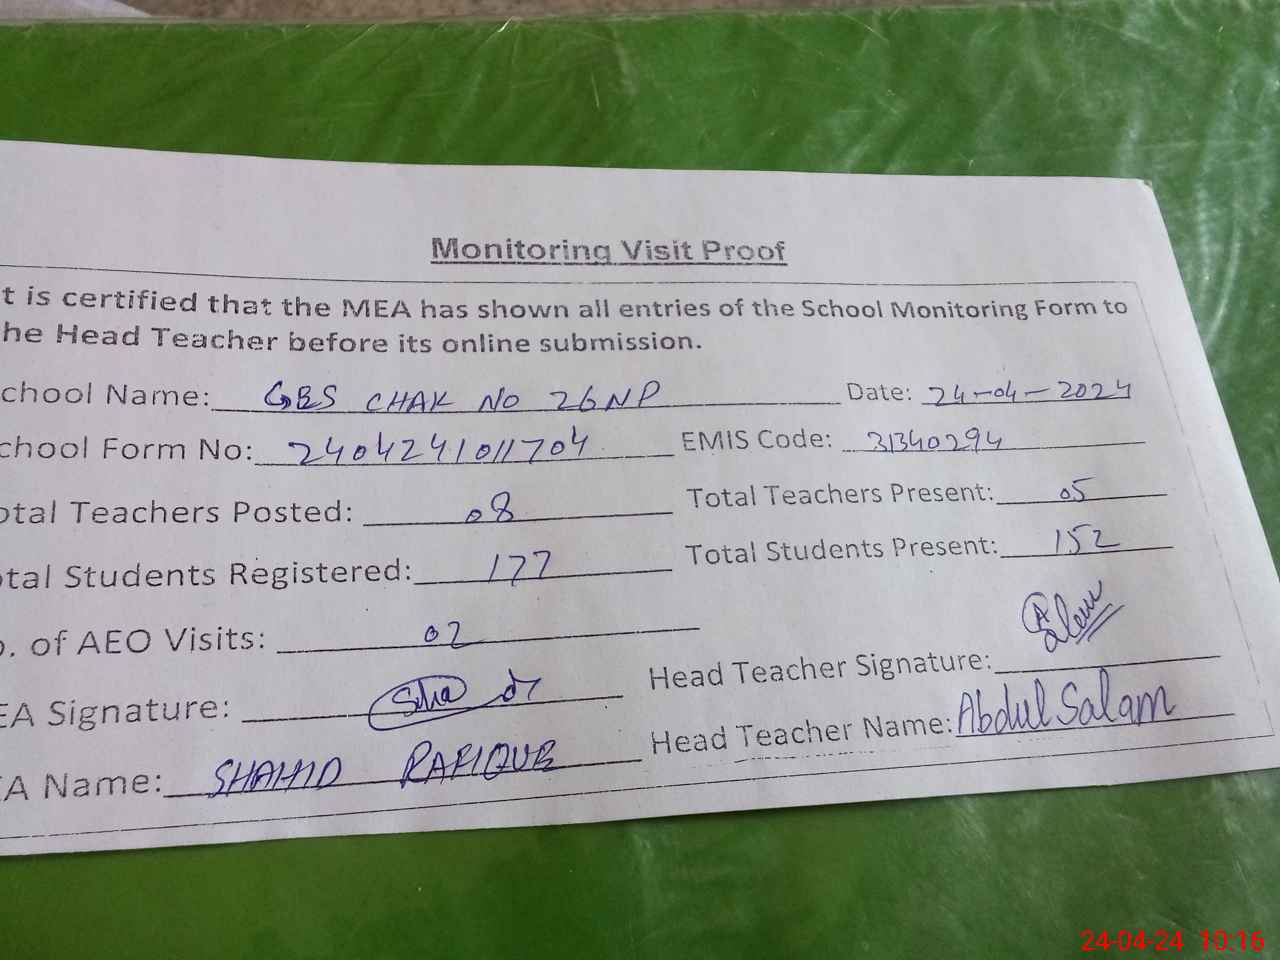 Monitoring Visit Proof
t is certified that the MEA has shown all entries of the School Monitoring Form to
he Head Teacher before its online submission.
chool Name: GES CHAK NO 26NP Date: 24-04-2024
chool Form No: 2404241011704 EMIS Code: 31340294
otal Teachers Posted: 08 Total Teachers Present: 05
otal Students Registered: 177 Total Students Present: 152
o. of AEO Visits: 02
EA Signature: Head Teacher Signature:
EA Name: SHAHID RAFIQUE Head Teacher Name: Abdul Salam
24-04-24 10:16